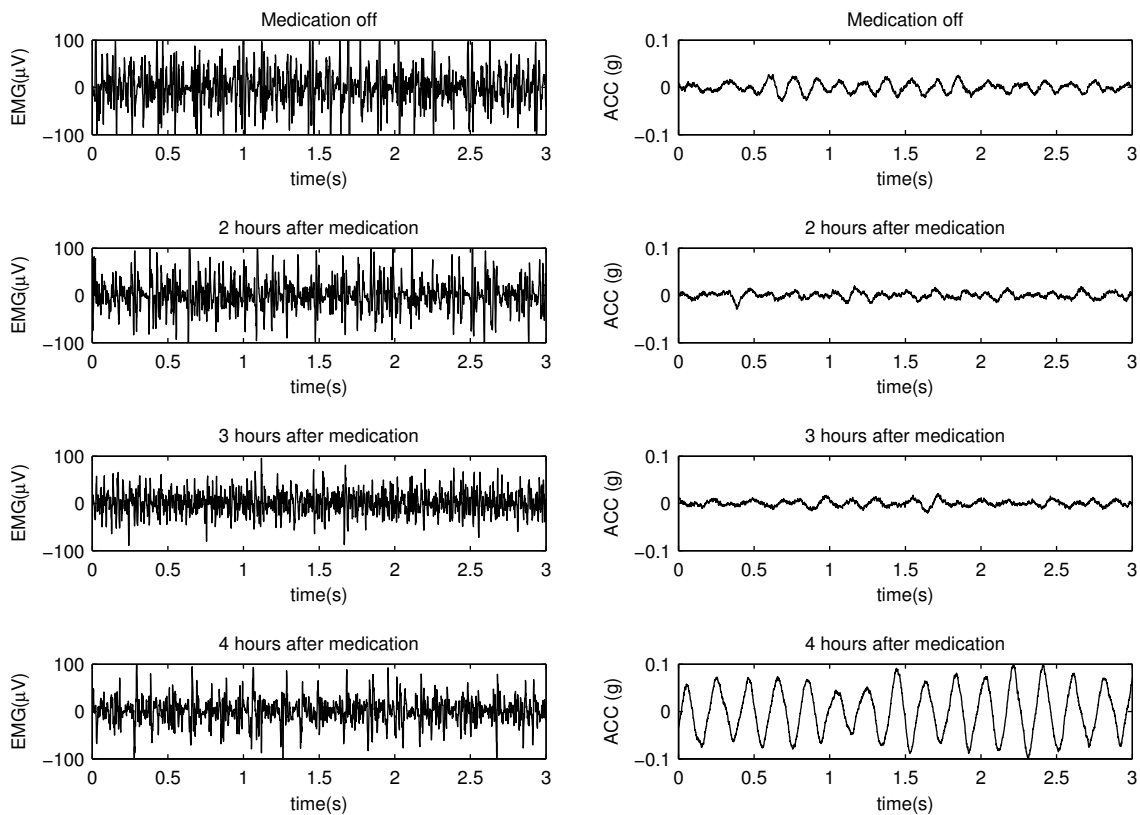 Medication off
EMG(μV)
100
0
−100
0 0.5 1 1.5 2 2.5 3
time(s)
Medication off
ACC (g)
0.1
0
−0.1
0 0.5 1 1.5 2 2.5 3
time(s)
2 hours after medication
EMG(μV)
100
0
−100
0 0.5 1 1.5 2 2.5 3
time(s)
2 hours after medication
ACC (g)
0.1
0
−0.1
0 0.5 1 1.5 2 2.5 3
time(s)
3 hours after medication
EMG(μV)
100
0
−100
0 0.5 1 1.5 2 2.5 3
time(s)
3 hours after medication
ACC (g)
0.1
0
−0.1
0 0.5 1 1.5 2 2.5 3
time(s)
4 hours after medication
EMG(μV)
100
0
−100
0 0.5 1 1.5 2 2.5 3
time(s)
4 hours after medication
ACC (g)
0.1
0
−0.1
0 0.5 1 1.5 2 2.5 3
time(s)